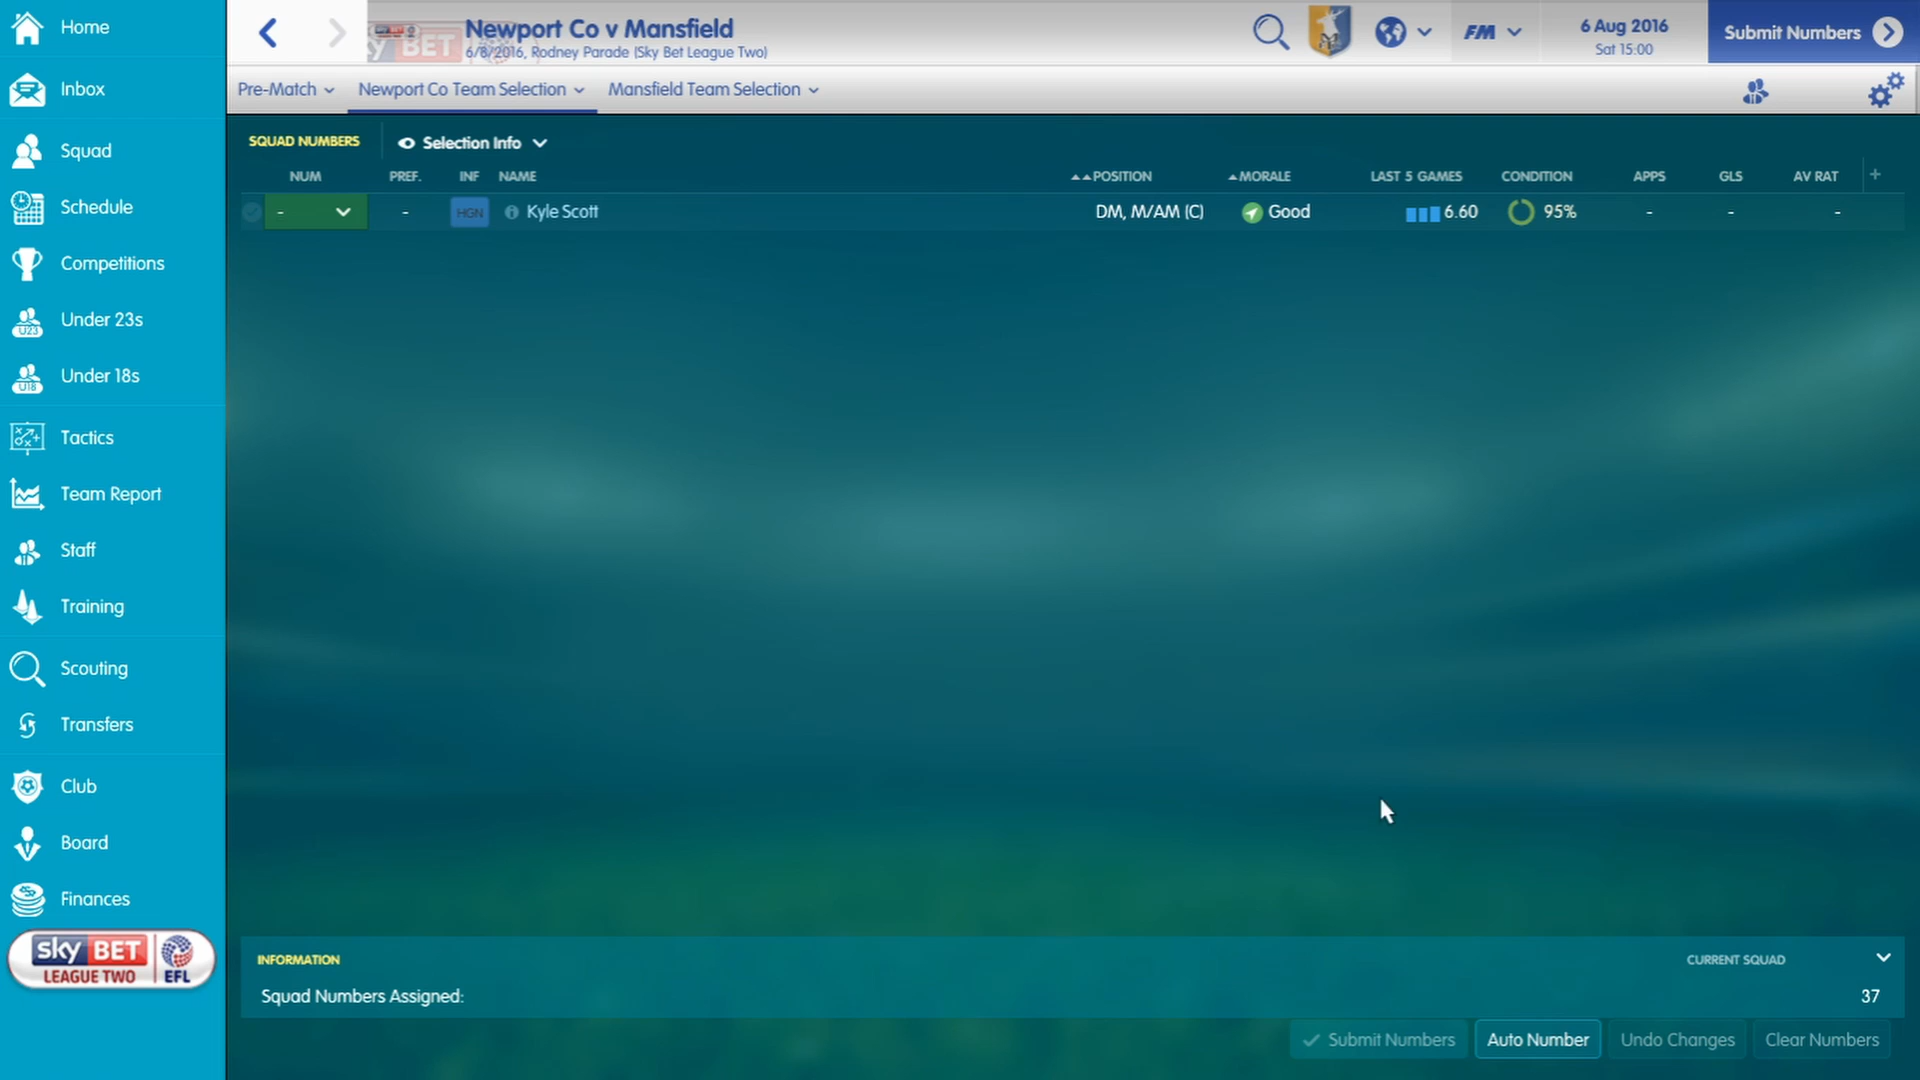 Home
Inbox
Squad
Schedule
Competitions
Under 23s
U23
Under 18s
U18
Tactics
Team Report
Staff
Training
Scouting
Transfers
Club
Board
Finances
sky BET
LEAGUE TWO EFL
Newport Co v Mansfield
6/8/2016, Rodney Parade (Sky Bet League Two)
FM
6 Aug 2016
Sat 15:00
Submit Numbers
Pre-Match Newport Co Team Selection Mansfield Team Selection
SQUAD NUMBERS Selection Info
NUM PREF. INF NAME POSITION MORALE LAST 5 GAMES CONDITION APPS GLS AV RAT +
- - HGN Kyle Scott DM, M/AM (C) Good 6.60 95% - - -
INFORMATION CURRENT SQUAD
Squad Numbers Assigned: 37
Submit Numbers Auto Number Undo Changes Clear Numbers